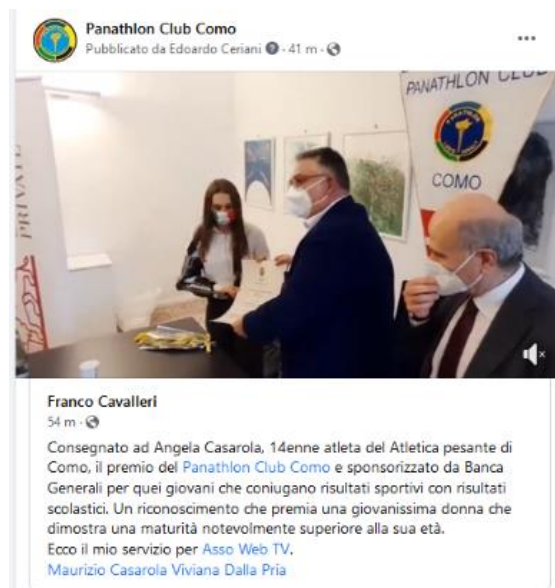 Panathlon Club Como
Pubblicato da Edoardo Ceriani · 41 m ·
PANATHLON CLUB
COMO
PRIVATE
Franco Cavalleri
54 m ·
Consegnato ad Angela Casarola, 14enne atleta del Atletica pesante di
Como, il premio del Panathlon Club Como e sponsorizzato da Banca
Generali per quei giovani che coniugano risultati sportivi con risultati
scolastici. Un riconoscimento che premia una giovanissima donna che
dimostra una maturità notevolmente superiore alla sua età.
Ecco il mio servizio per Asso Web TV.
Maurizio Casarola Viviana Dalla Pria